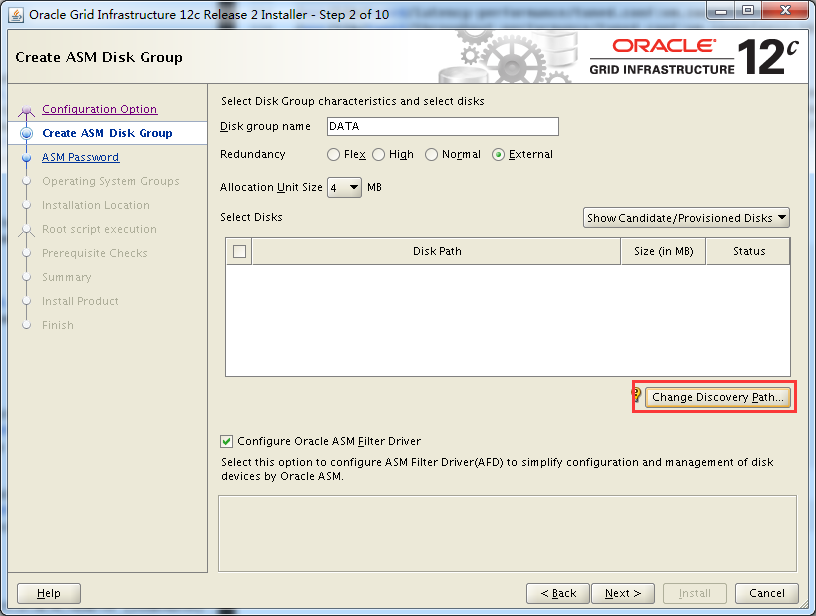 Oracle Grid Infrastructure 12c Release 2 Installer - Step 2 of 10
Create ASM Disk Group
ORACLE
GRID INFRASTRUCTURE
12c
Configuration Option
Create ASM Disk Group
ASM Password
Operating System Groups
Installation Location
Root script execution
Prerequisite Checks
Summary
Install Product
Finish
Select Disk Group characteristics and select disks
Disk group name DATA
Redundancy Flex High Normal External
Allocation Unit Size 4 MB
Select Disks Show Candidate/Provisioned Disks
Disk Path Size (in MB) Status
Change Discovery Path...
Configure Oracle ASM Filter Driver
Select this option to configure ASM Filter Driver(AFD) to simplify configuration and management of disk
devices by Oracle ASM.
Help < Back Next > Install Cancel